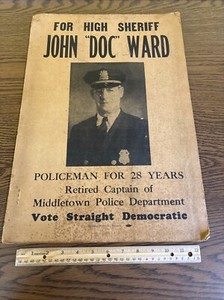 FOR HIGH SHERIFF
JOHN "DOC" WARD
POLICEMAN FOR 28 YEARS
Retired Captain of
Middletown Police Department
Vote Straight Democratic